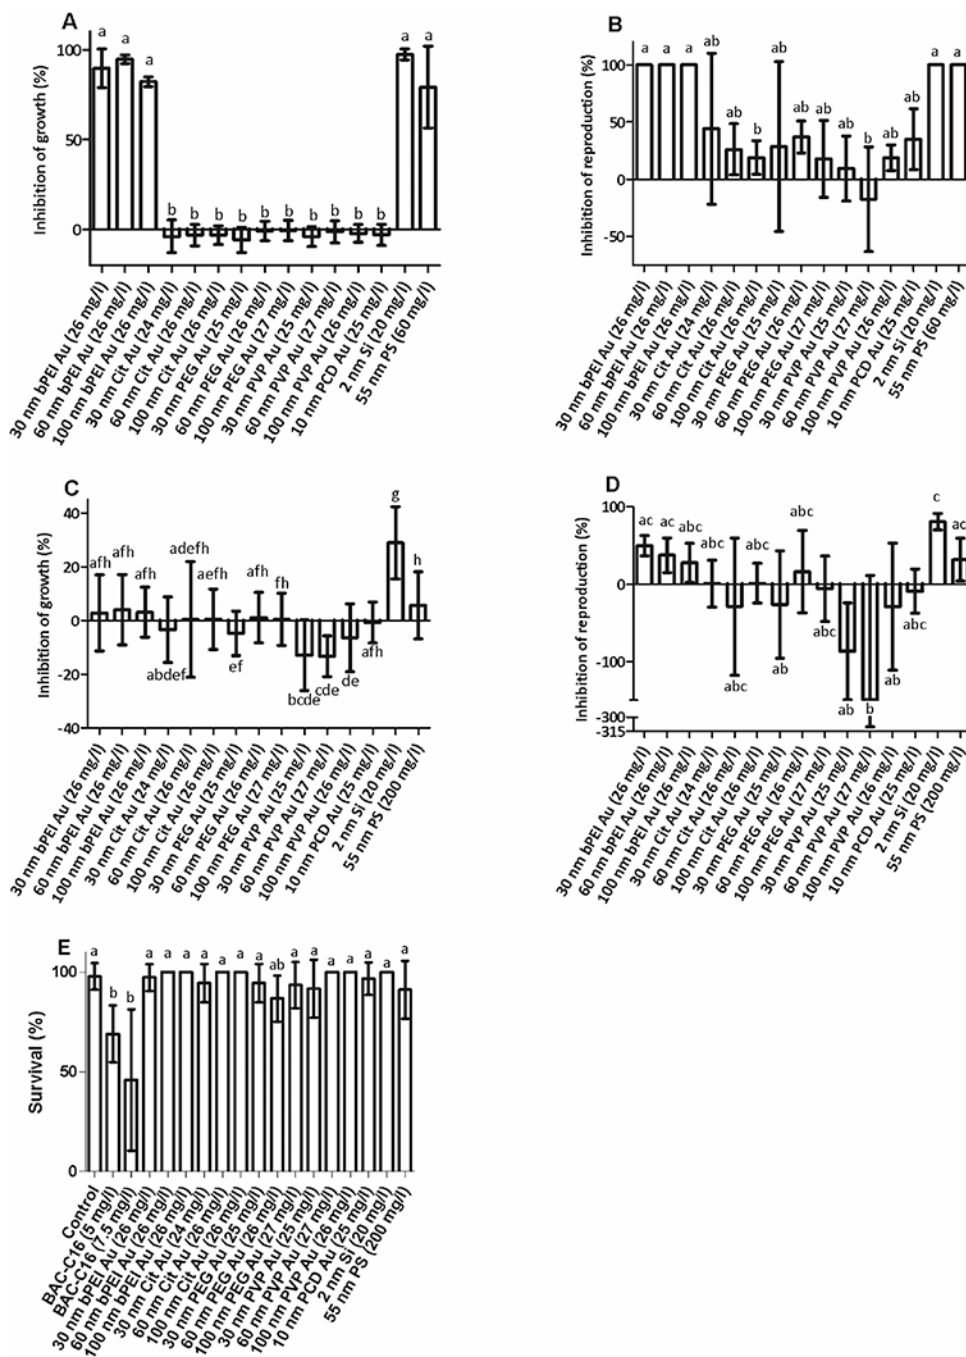 A
Inhibition of growth (%)
100
50
0
a a a b b b b b b b b b b a a
30 nm bPEI Au (26 mg/l)
60 nm bPEI Au (26 mg/l)
100 nm bPEI Au (26 mg/l)
30 nm Cit Au (24 mg/l)
60 nm Cit Au (26 mg/l)
100 nm Cit Au (26 mg/l)
30 nm PEG Au (25 mg/l)
60 nm PEG Au (26 mg/l)
100 nm PEG Au (27 mg/l)
30 nm PVP Au (25 mg/l)
60 nm PVP Au (27 mg/l)
100 nm PVP Au (26 mg/l)
10 nm PCD Au (25 mg/l)
2 nm Si (20 mg/l)
55 nm PS (60 mg/l)
B
Inhibition of reproduction (%)
100
50
0
-50
a a a ab ab b ab ab ab ab b ab ab a a
30 nm bPEI Au (26 mg/l)
60 nm bPEI Au (26 mg/l)
100 nm bPEI Au (26 mg/l)
30 nm Cit Au (24 mg/l)
60 nm Cit Au (26 mg/l)
100 nm Cit Au (26 mg/l)
30 nm PEG Au (25 mg/l)
60 nm PEG Au (26 mg/l)
100 nm PEG Au (27 mg/l)
30 nm PVP Au (25 mg/l)
60 nm PVP Au (27 mg/l)
100 nm PVP Au (26 mg/l)
10 nm PCD Au (25 mg/l)
2 nm Si (20 mg/l)
55 nm PS (60 mg/l)
C
Inhibition of growth (%)
40
20
0
-20
-40
afh afh afh abdef adefh aefh ef afh fh bcde cde de afh g h
30 nm bPEI Au (26 mg/l)
60 nm bPEI Au (26 mg/l)
100 nm bPEI Au (26 mg/l)
30 nm Cit Au (24 mg/l)
60 nm Cit Au (26 mg/l)
100 nm Cit Au (26 mg/l)
30 nm PEG Au (25 mg/l)
60 nm PEG Au (26 mg/l)
100 nm PEG Au (27 mg/l)
30 nm PVP Au (25 mg/l)
60 nm PVP Au (27 mg/l)
100 nm PVP Au (26 mg/l)
10 nm PCD Au (25 mg/l)
2 nm Si (20 mg/l)
55 nm PS (200 mg/l)
D
Inhibition of reproduction (%)
100
0
-100
-300
-315
ac ac abc abc abc abc ab abc abc ab b ab abc c ac
30 nm bPEI Au (26 mg/l)
60 nm bPEI Au (26 mg/l)
100 nm bPEI Au (26 mg/l)
30 nm Cit Au (24 mg/l)
60 nm Cit Au (26 mg/l)
100 nm Cit Au (26 mg/l)
30 nm PEG Au (25 mg/l)
60 nm PEG Au (26 mg/l)
100 nm PEG Au (27 mg/l)
30 nm PVP Au (25 mg/l)
60 nm PVP Au (27 mg/l)
100 nm PVP Au (26 mg/l)
10 nm PCD Au (25 mg/l)
2 nm Si (20 mg/l)
55 nm PS (200 mg/l)
E
Survival (%)
100
50
0
a b b a a a a a a a ab a a a a a a a
Control
BAC-C16 (5 mg/l)
BAC-C16 (7.5 mg/l)
30 nm bPEI Au (26 mg/l)
60 nm bPEI Au (26 mg/l)
100 nm bPEI Au (26 mg/l)
30 nm Cit Au (24 mg/l)
60 nm Cit Au (26 mg/l)
100 nm Cit Au (26 mg/l)
30 nm PEG Au (25 mg/l)
60 nm PEG Au (26 mg/l)
100 nm PEG Au (27 mg/l)
30 nm PVP Au (25 mg/l)
60 nm PVP Au (27 mg/l)
100 nm PVP Au (26 mg/l)
10 nm PCD Au (25 mg/l)
2 nm Si (20 mg/l)
55 nm PS (200 mg/l)